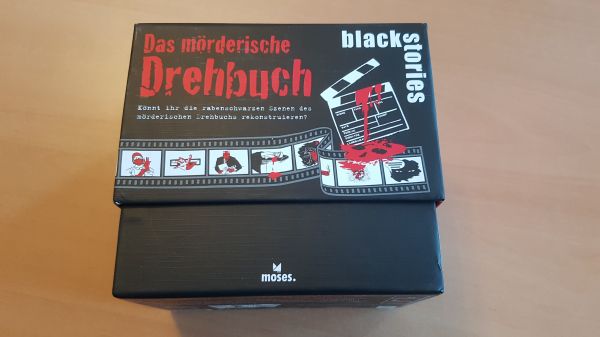 Das mörderische
Drehbuch
Könnt ihr die rabenschwarzen Szenen des
mörderischen Drehbuchs rekonstruieren?
black
stories
moses.